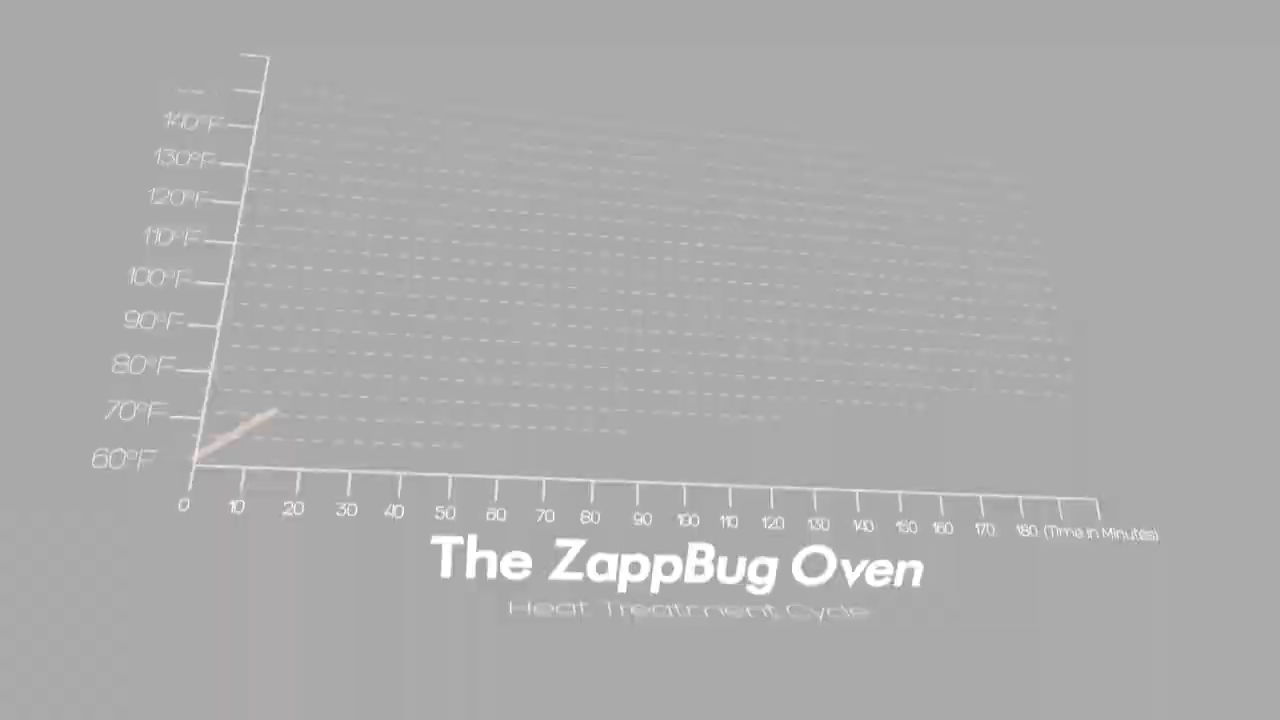 140°F
130°F
120°F
110°F
100°F
90°F
80°F
70°F
60°F
0 10 20 30 40 50 60 70 80 90 100 110 120 130 140 150 160 170 180 (Time in Minutes)
The ZappBug Oven
Heat Treatment Cycle